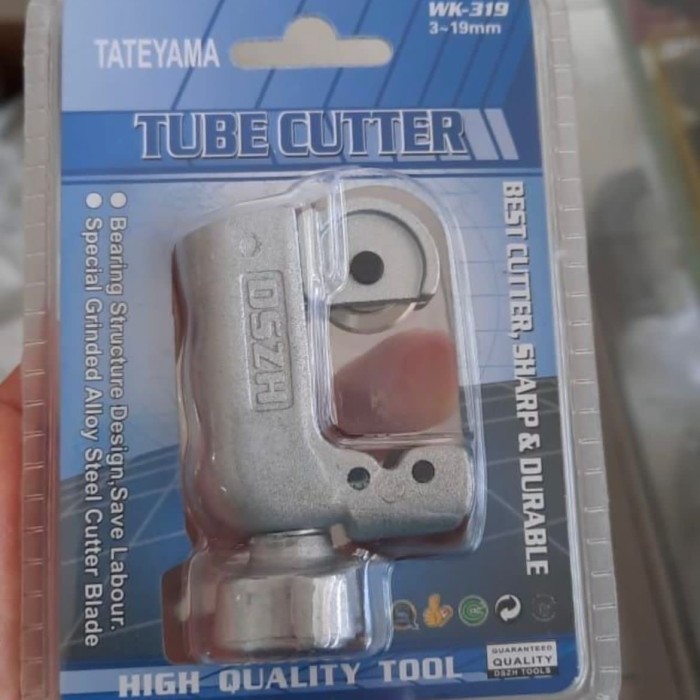 WK-319
3~19mm
TATEYAMA
TUBE CUTTER
BEST CUTTER, SHARP & DURABLE
Bearing Structure Design,Save Labour.
Special Grinded Alloy Steel Cutter Blade
DSZH
GUARANTEED
QUALITY
DSZH TOOLS
HIGH QUALITY TOOL